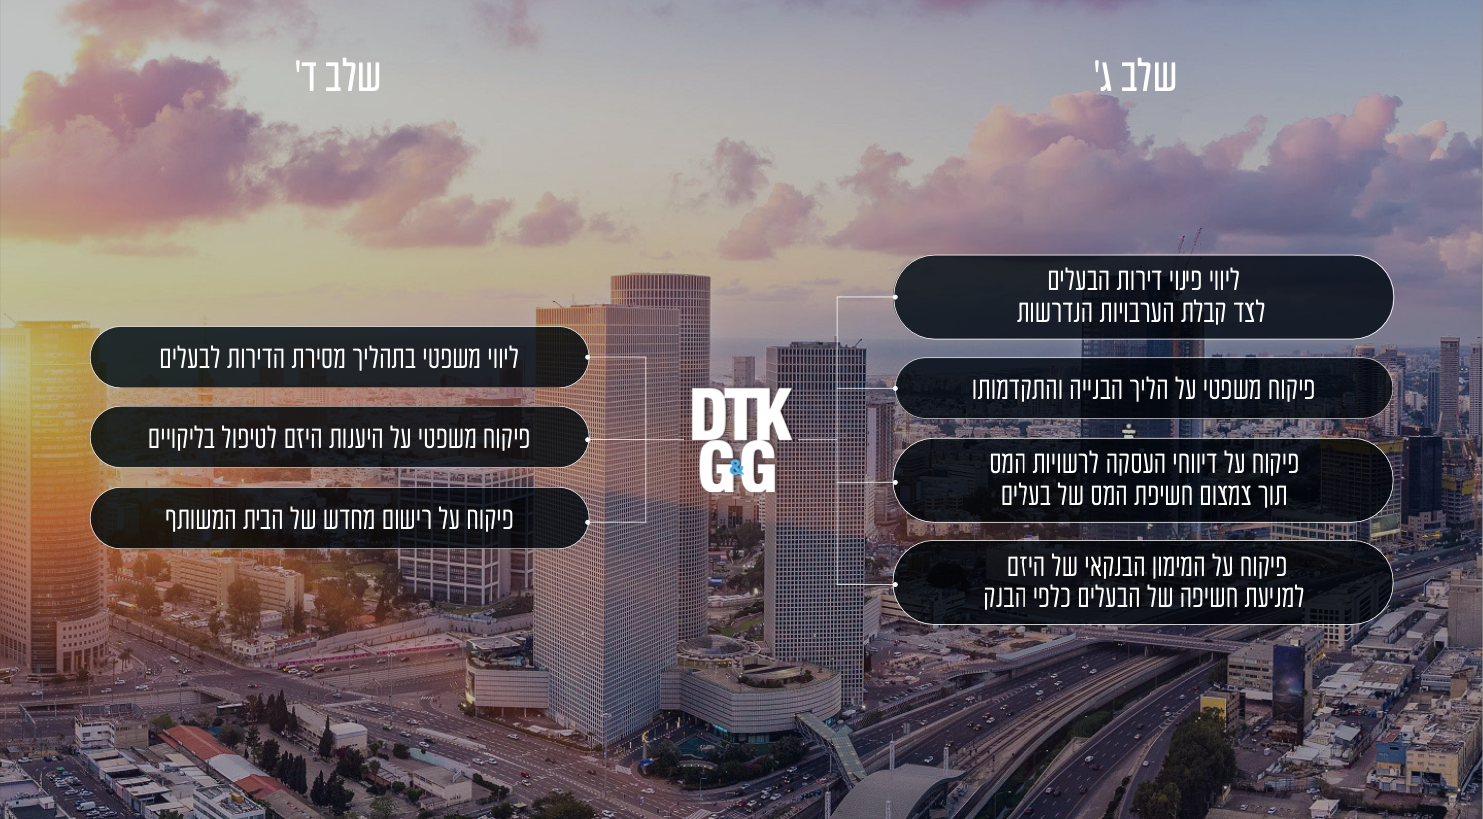 שלב ג'
ליווי פינוי דירות הבעלים
לצד קבלת הערבויות הנדרשות
פיקוח משפטי על הליך הבנייה והתקדמותו
פיקוח על דיווחי העסקה לרשויות המס
תוך צמצום חשיפת המס של בעלים
פיקוח על המימון הבנקאי של היזם
למניעת חשיפה של הבעלים כלפי הבנק
DTK
G&G
שלב ד'
ליווי משפטי בתהליך מסירת הדירות לבעלים
פיקוח משפטי על היענות היזם לטיפול בליקויים
פיקוח על רישום מחדש של הבית המשותף